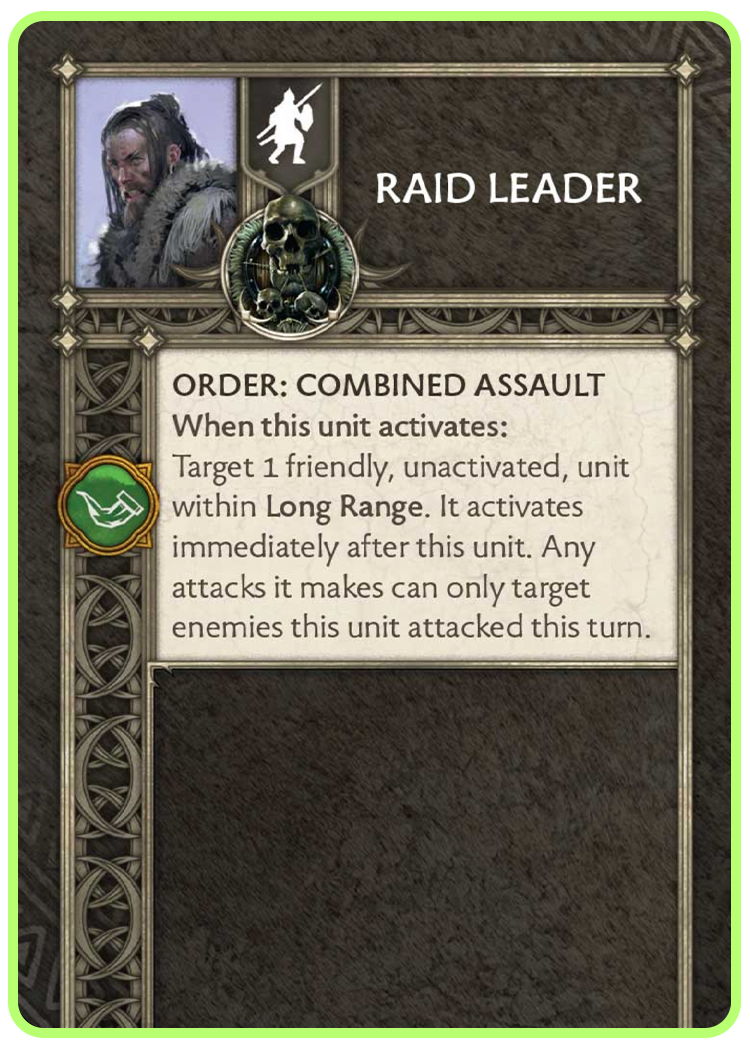 RAID LEADER
ORDER: COMBINED ASSAULT
When this unit activates:
Target 1 friendly, unactivated, unit
within Long Range. It activates
immediately after this unit. Any
attacks it makes can only target
enemies this unit attacked this turn.